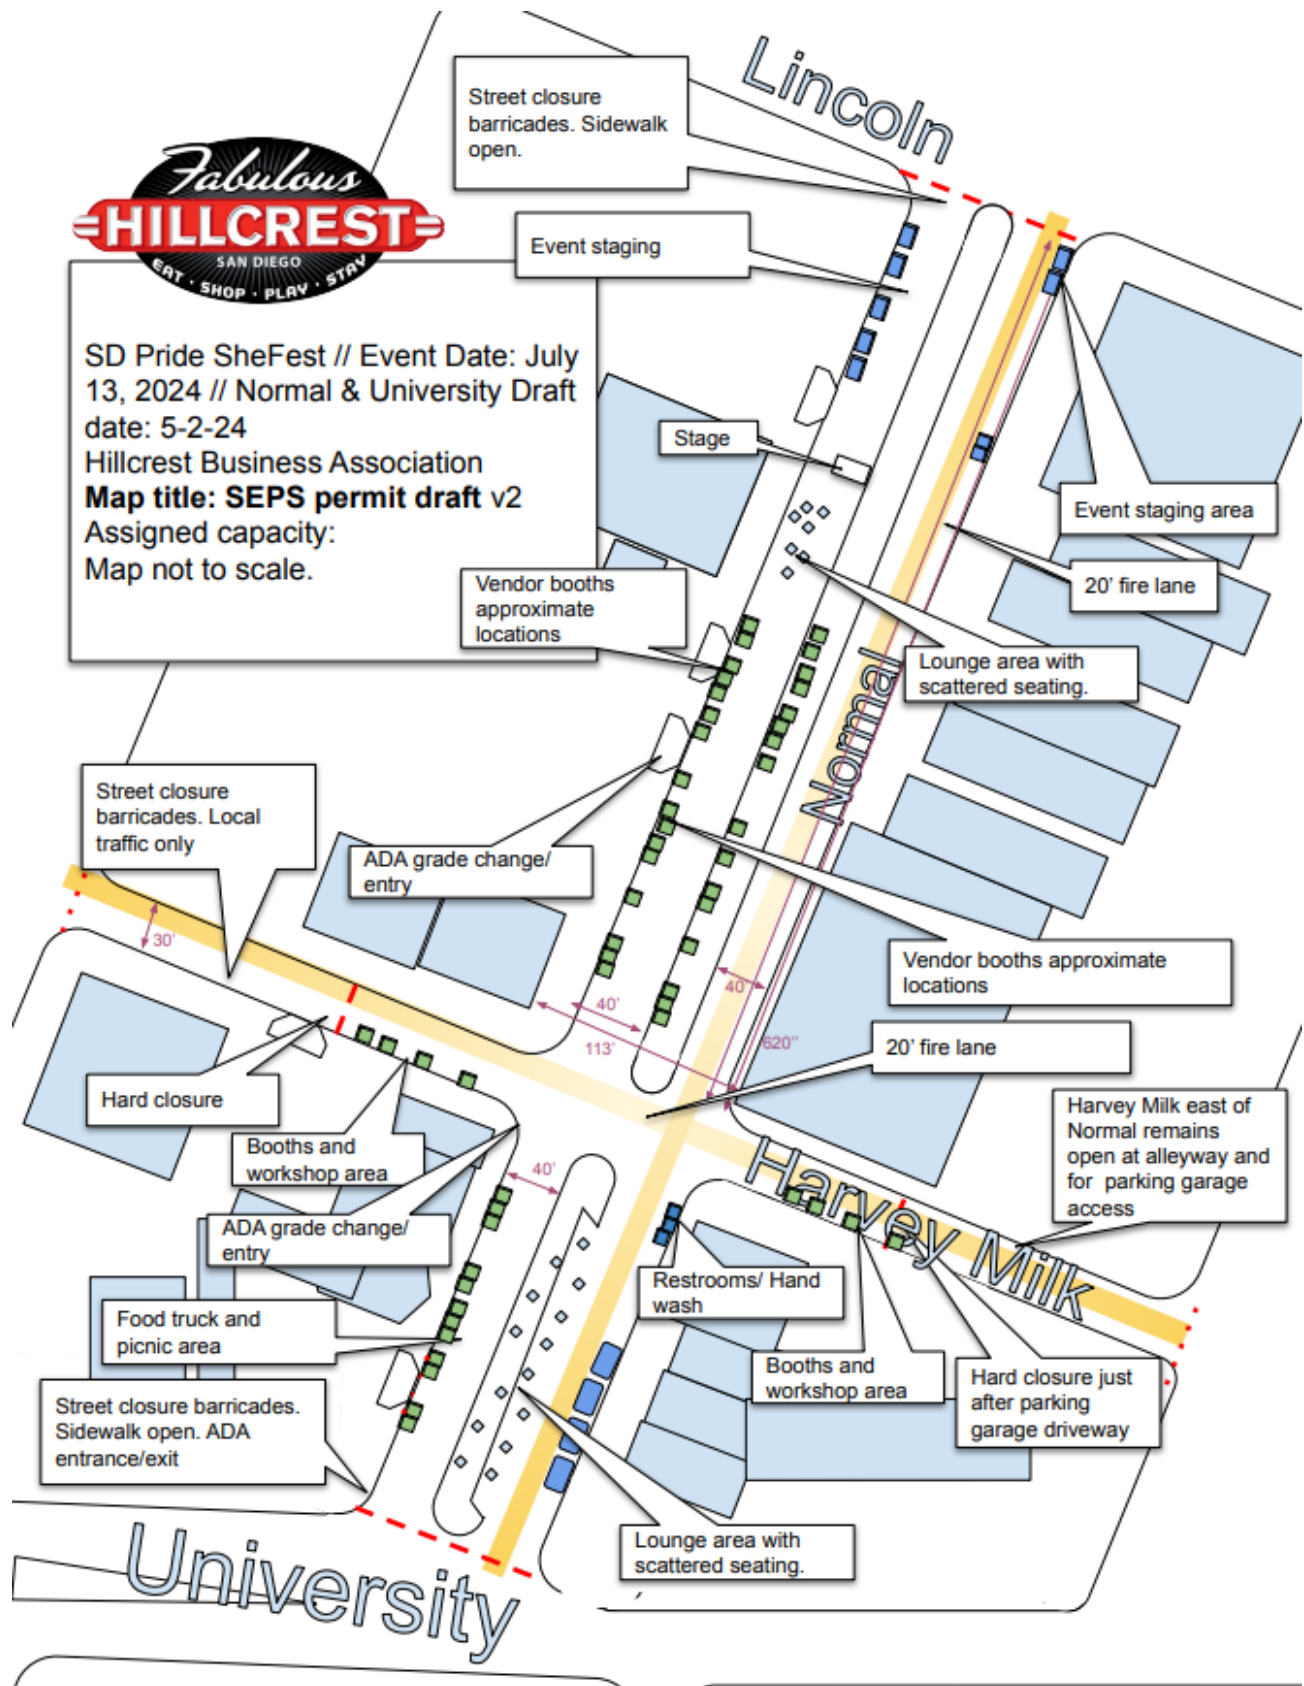 Lincoln
Street closure
barricades. Sidewalk
open.
Fabulous
HILLCREST
SAN DIEGO
EAT · SHOP · PLAY · STAY
Event staging
SD Pride SheFest // Event Date: July
13, 2024 // Normal & University Draft
date: 5-2-24
Hillcrest Business Association
Map title: SEPS permit draft v2
Assigned capacity:
Map not to scale.
Stage
Event staging area
20' fire lane
Vendor booths
approximate
locations
Lounge area with
scattered seating.
Normal
Street closure
barricades. Local
traffic only
ADA grade change/
entry
30'
Vendor booths approximate
locations
40'
40'
113'
620"
20' fire lane
Hard closure
Harvey Milk east of
Normal remains
open at alleyway and
for parking garage
access
Booths and
workshop area
Harvey Milk
40'
ADA grade change/
entry
Restrooms/ Hand
wash
Food truck and
picnic area
Booths and
workshop area
Hard closure just
after parking
garage driveway
Street closure barricades.
Sidewalk open. ADA
entrance/exit
Lounge area with
scattered seating.
University